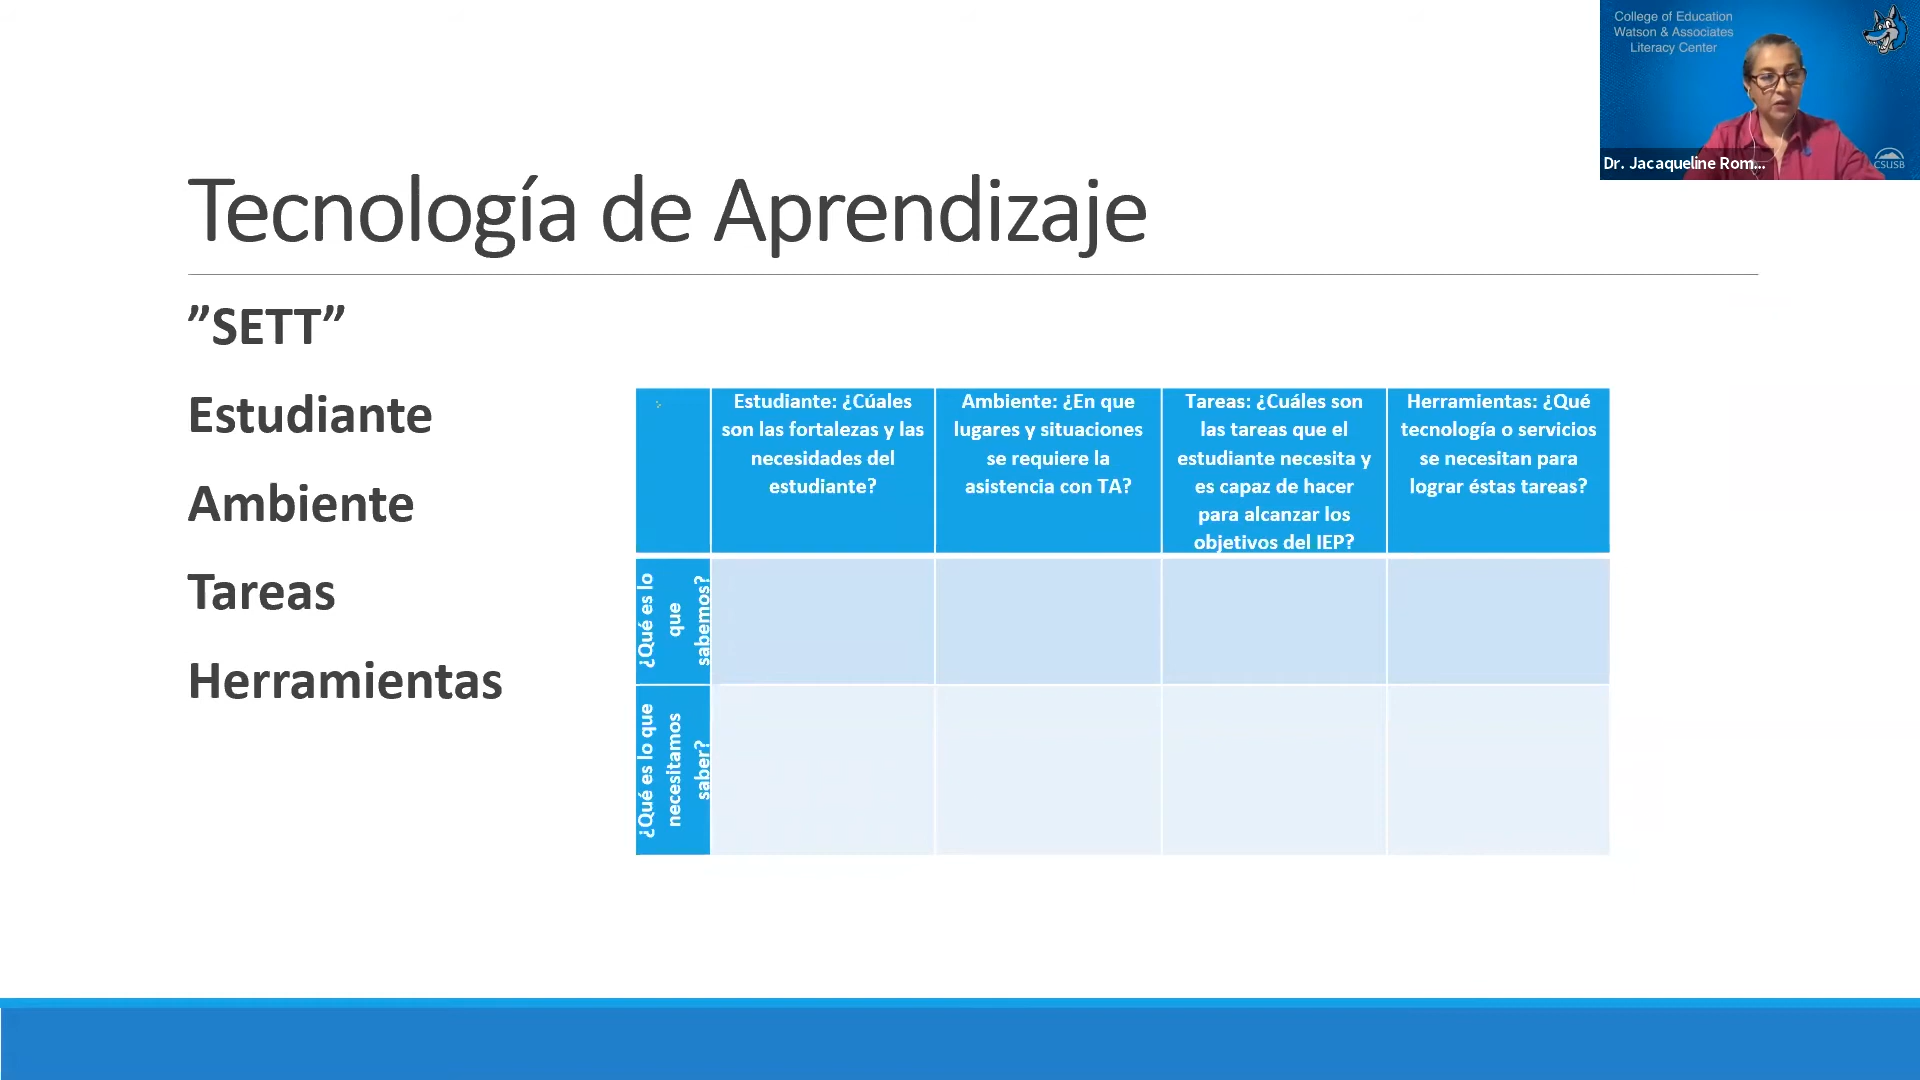 College of Education
Watson & Associates
Literacy Center
Dr. Jacaqueline Rom...
CSUSB
Tecnología de Aprendizaje
”SETT”
Estudiante
Ambiente
Tareas
Herramientas
Estudiante: ¿Cúales
son las fortalezas y las
necesidades del
estudiante?
Ambiente: ¿En que
lugares y situaciones
se requiere la
asistencia con TA?
Tareas: ¿Cuáles son
las tareas que el
estudiante necesita y
es capaz de hacer
para alcanzar los
objetivos del IEP?
Herramientas: ¿Qué
tecnología o servicios
se necesitan para
lograr éstas tareas?
¿Qué es lo
que
sabemos?
¿Qué es lo que
necesitamos
saber?